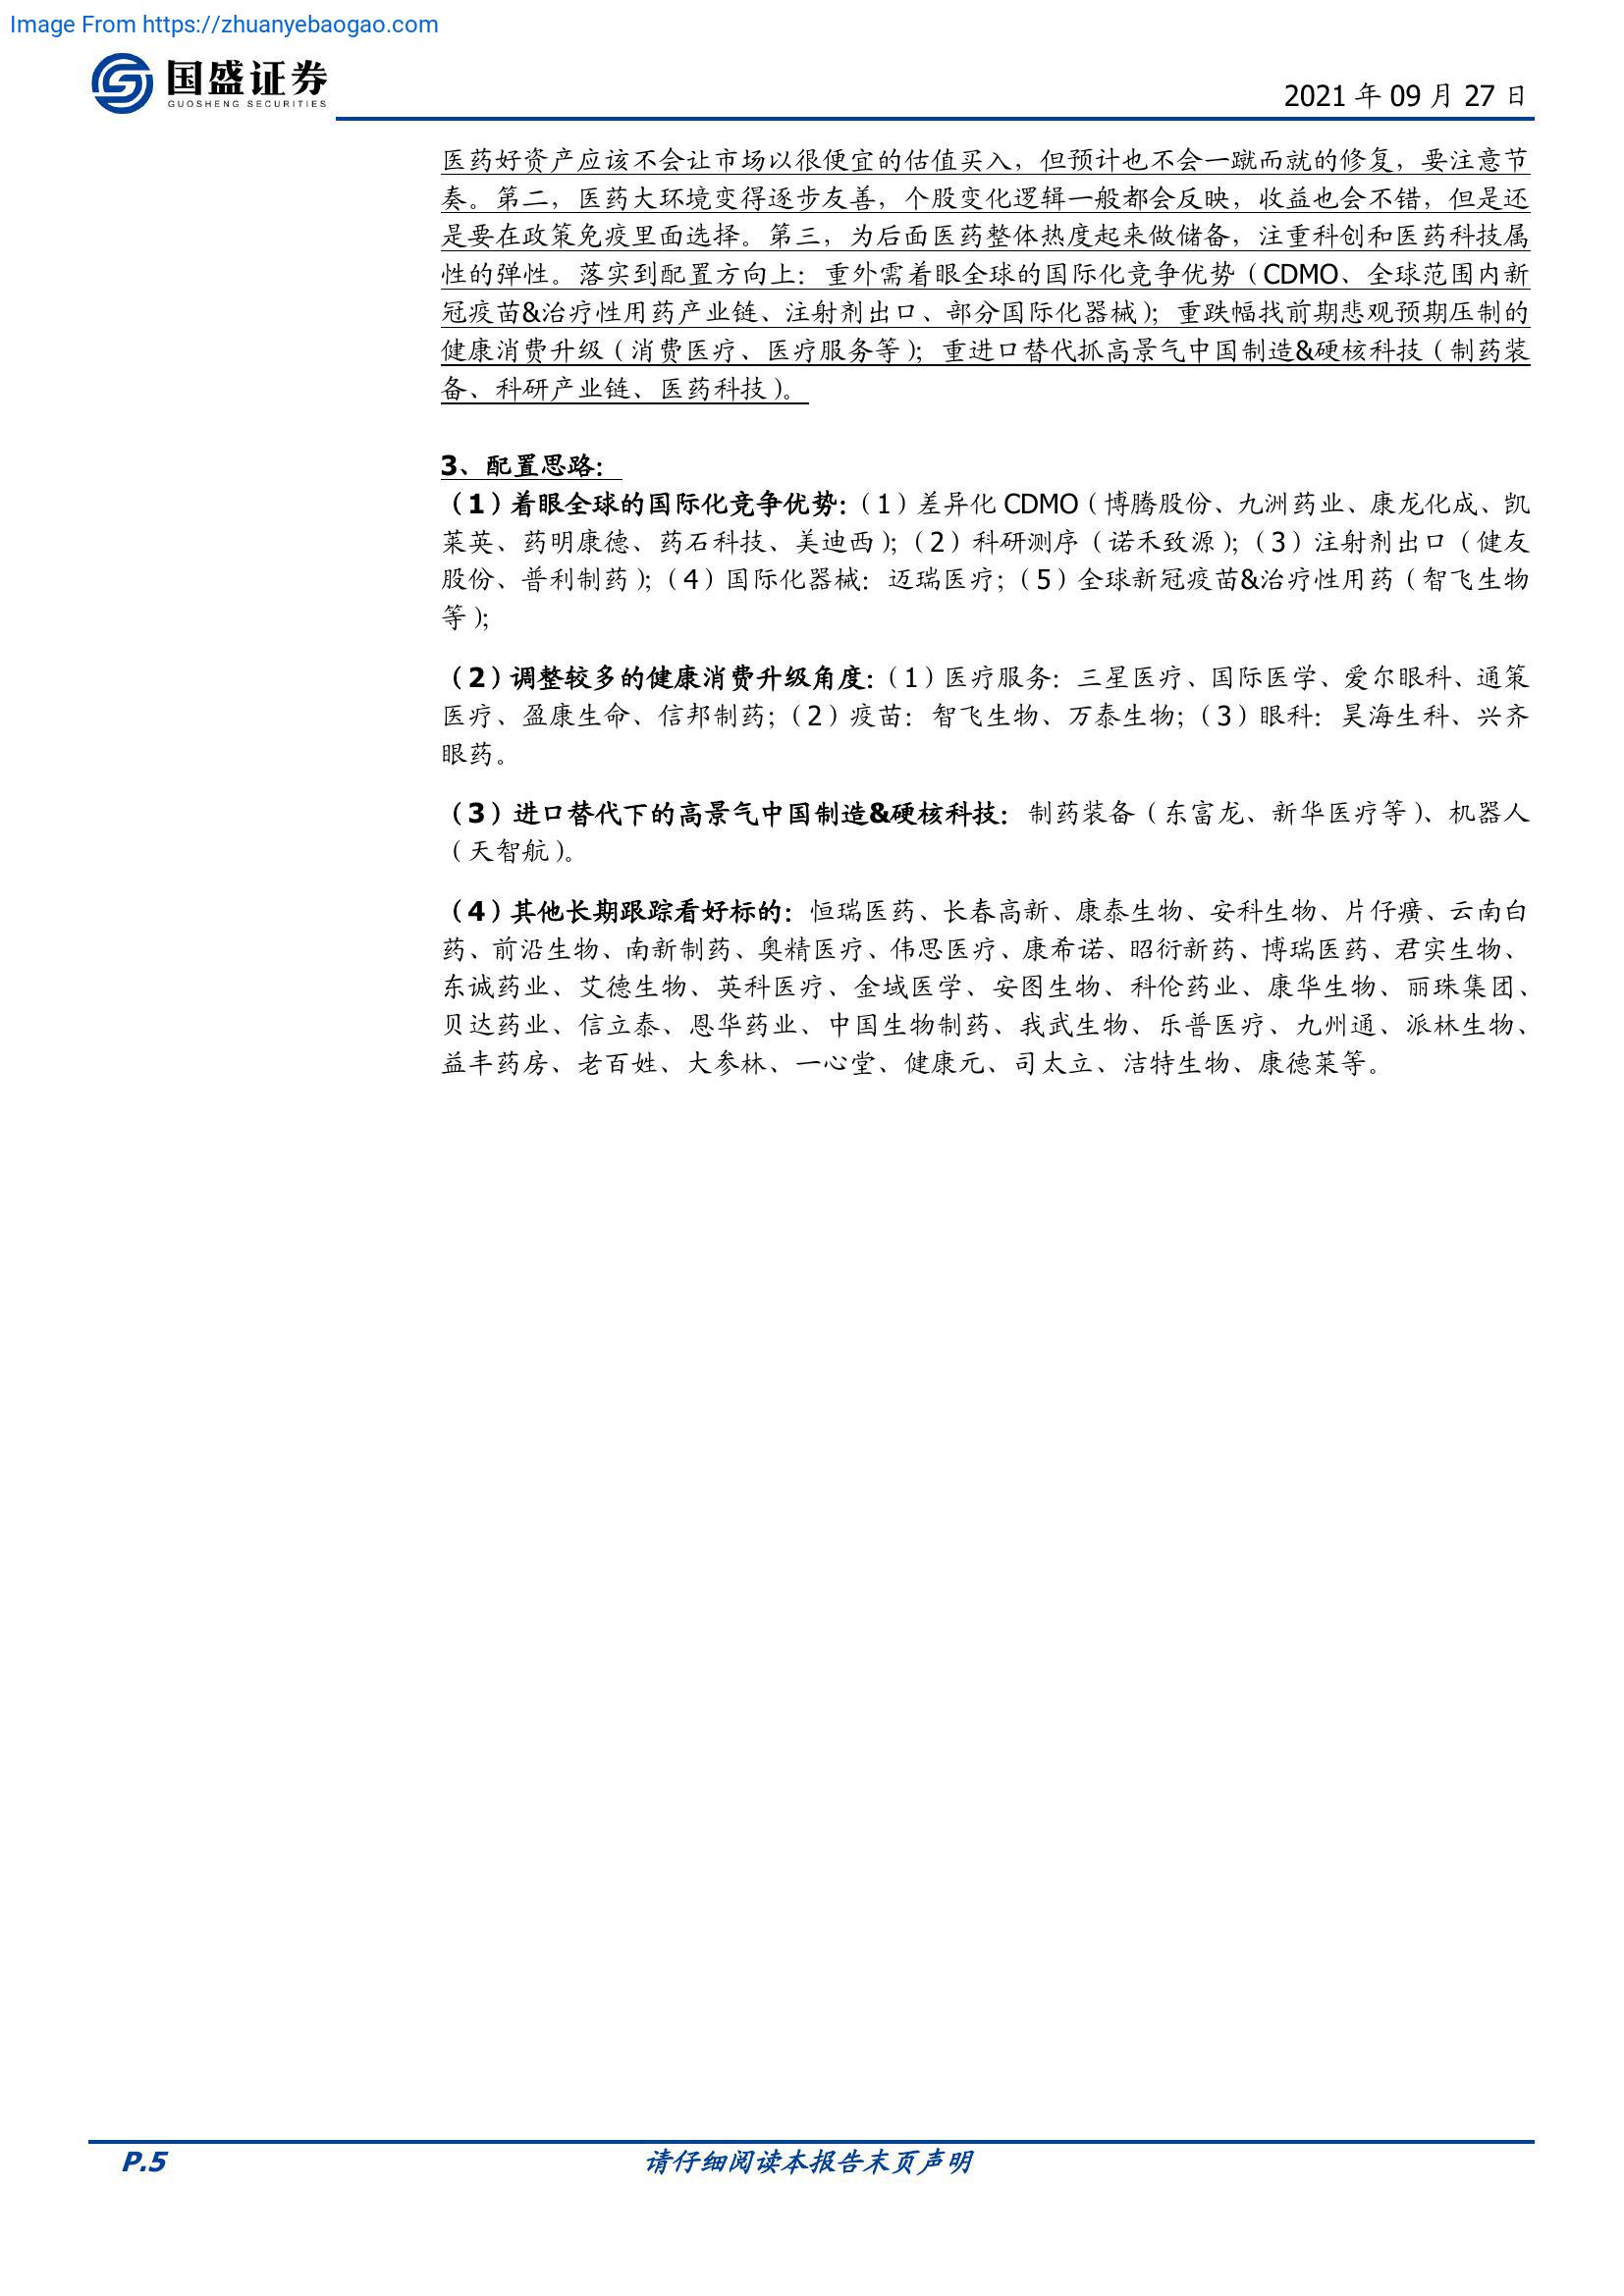 Image From https://zhuanyebaogao.com
国盛证券
GUOSHENG SECURITIES
2021 年 09 月 27 日
医药好资产应该不会让市场以很便宜的估值买入，但预计也不会一蹴而就的修复，要注意节
奏。第二，医药大环境变得逐步友善，个股变化逻辑一般都会反映，收益也会不错，但是还
是要在政策免疫里面选择。第三，为后面医药整体热度起来做储备，注重科创和医药科技属
性的弹性。落实到配置方向上：重外需着眼全球的国际化竞争优势（CDMO、全球范围内新
冠疫苗&治疗性用药产业链、注射剂出口、部分国际化器械）；重跌幅找前期悲观预期压制的
健康消费升级（消费医疗、医疗服务等）；重进口替代抓高景气中国制造&硬核科技（制药装
备、科研产业链、医药科技）。
3、配置思路：
（1）着眼全球的国际化竞争优势：（1）差异化 CDMO（博腾股份、九洲药业、康龙化成、凯
莱英、药明康德、药石科技、美迪西）；（2）科研测序（诺禾致源）；（3）注射剂出口（健友
股份、普利制药）；（4）国际化器械：迈瑞医疗；（5）全球新冠疫苗&治疗性用药（智飞生物
等）；
（2）调整较多的健康消费升级角度：（1）医疗服务：三星医疗、国际医学、爱尔眼科、通策
医疗、盈康生命、信邦制药；（2）疫苗：智飞生物、万泰生物；（3）眼科：昊海生科、兴齐
眼药。
（3）进口替代下的高景气中国制造&硬核科技：制药装备（东富龙、新华医疗等）、机器人
（天智航）。
（4）其他长期跟踪看好标的：恒瑞医药、长春高新、康泰生物、安科生物、片仔癀、云南白
药、前沿生物、南新制药、奥精医疗、伟思医疗、康希诺、昭衍新药、博瑞医药、君实生物、
东诚药业、艾德生物、英科医疗、金域医学、安图生物、科伦药业、康华生物、丽珠集团、
贝达药业、信立泰、恩华药业、中国生物制药、我武生物、乐普医疗、九州通、派林生物、
益丰药房、老百姓、大参林、一心堂、健康元、司太立、洁特生物、康德莱等。
P.5
请仔细阅读本报告末页声明